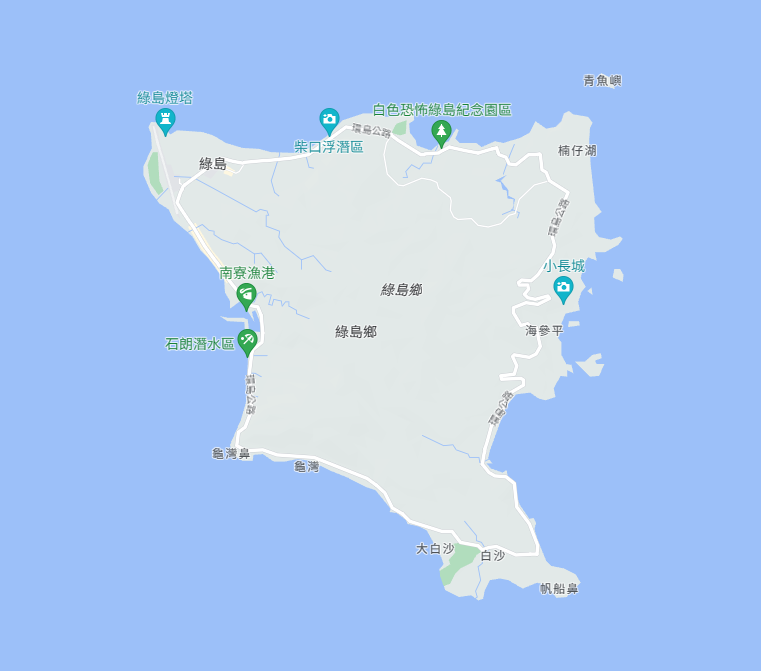 青魚嶼
綠島燈塔
白色恐怖綠島紀念園區
環島公路
柴口浮潛區
楠仔湖
綠島
環島公路
小長城
南寮漁港
綠島鄉
綠島鄉
海參平
石朗潛水區
環島公路
環島公路
龜灣鼻
龜灣
大白沙
白沙
帆船鼻